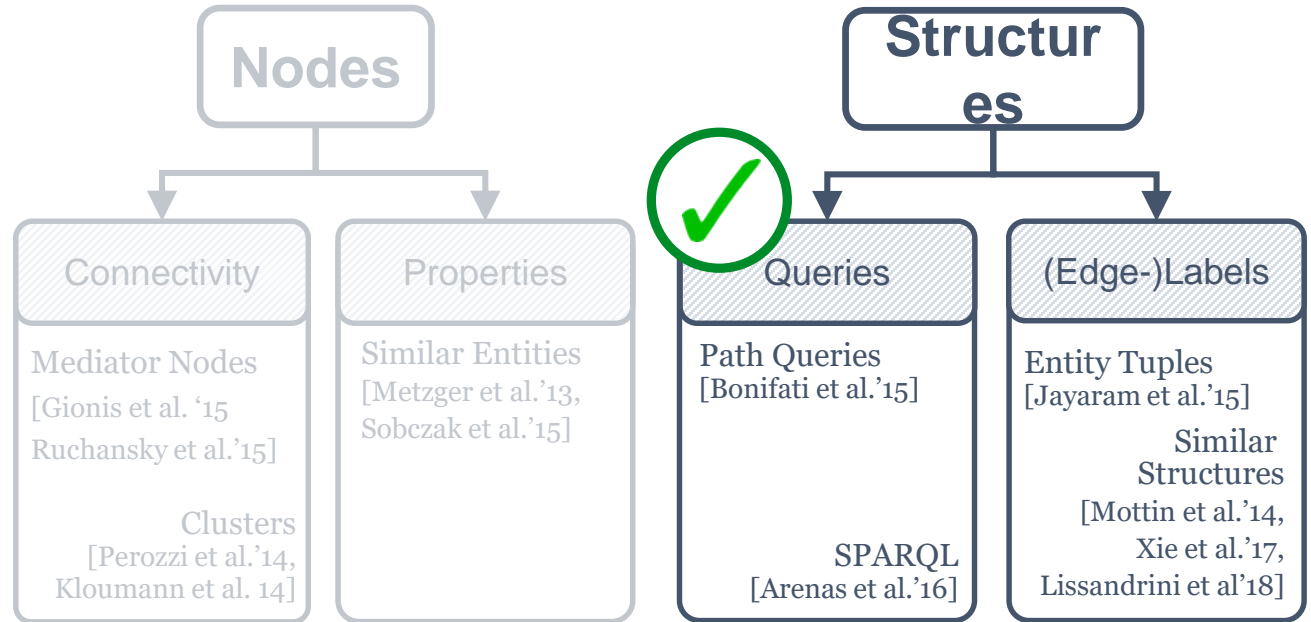 Nodes
Connectivity
Mediator Nodes
[Gionis et al. ‘15
Ruchansky et al.’15]
Clusters
[Perozzi et al.’14,
Kloumann et al. 14]
Properties
Similar Entities
[Metzger et al.’13,
Sobczak et al.’15]
Structur
es
Queries
Path Queries
[Bonifati et al.’15]
SPARQL
[Arenas et al.’16]
(Edge-)Labels
Entity Tuples
[Jayaram et al.’15]
Similar
Structures
[Mottin et al.’14,
Xie et al.’17,
Lissandrini et al’18]